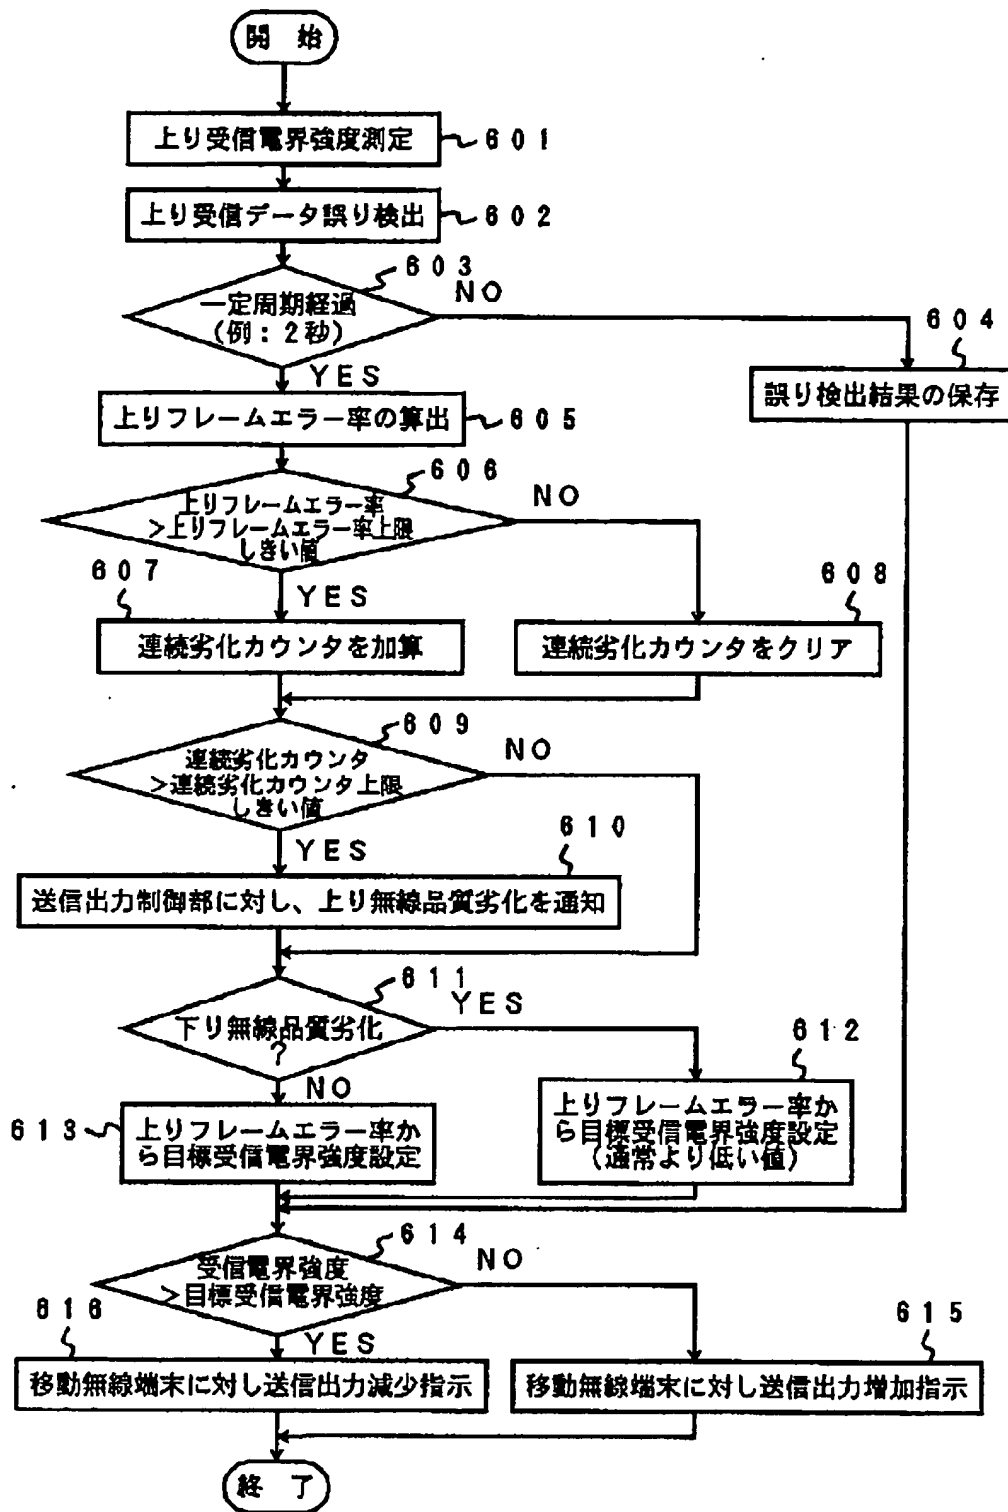 開 始
上り受信電界強度測定
601
上り受信データ誤り検出
602
603
一定周期経過
(例:2秒)
NO
YES
604
誤り検出結果の保存
上りフレームエラー率の算出
605
606
上りフレームエラー率
>上りフレームエラー率上限
しきい値
NO
YES
607
連続劣化カウンタを加算
608
連続劣化カウンタをクリア
609
連続劣化カウンタ
>連続劣化カウンタ上限
しきい値
NO
YES
610
送信出力制御部に対し、上り無線品質劣化を通知
611
下り無線品質劣化
?
YES
NO
612
上りフレームエラー率か
ら目標受信電界強度設定
(通常より低い値)
613
上りフレームエラー率か
ら目標受信電界強度設定
614
受信電界強度
>目標受信電界強度
NO
YES
616
移動無線端末に対し送信出力減少指示
615
移動無線端末に対し送信出力増加指示
終 了